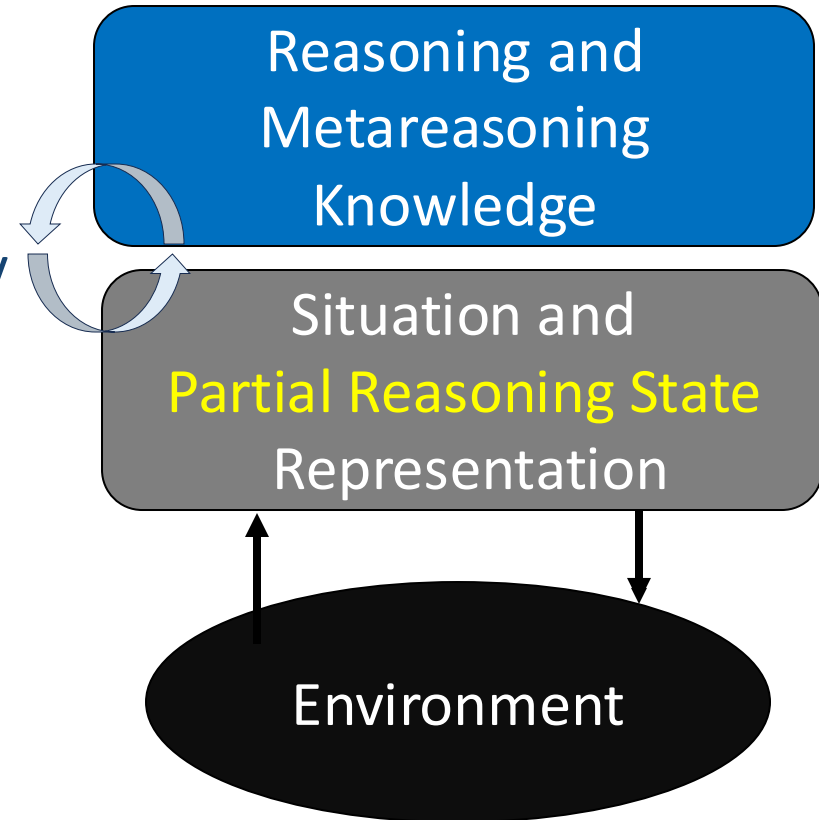 Reasoning and
Metareasoning
Knowledge
Situation and
Partial Reasoning State
Representation
Environment